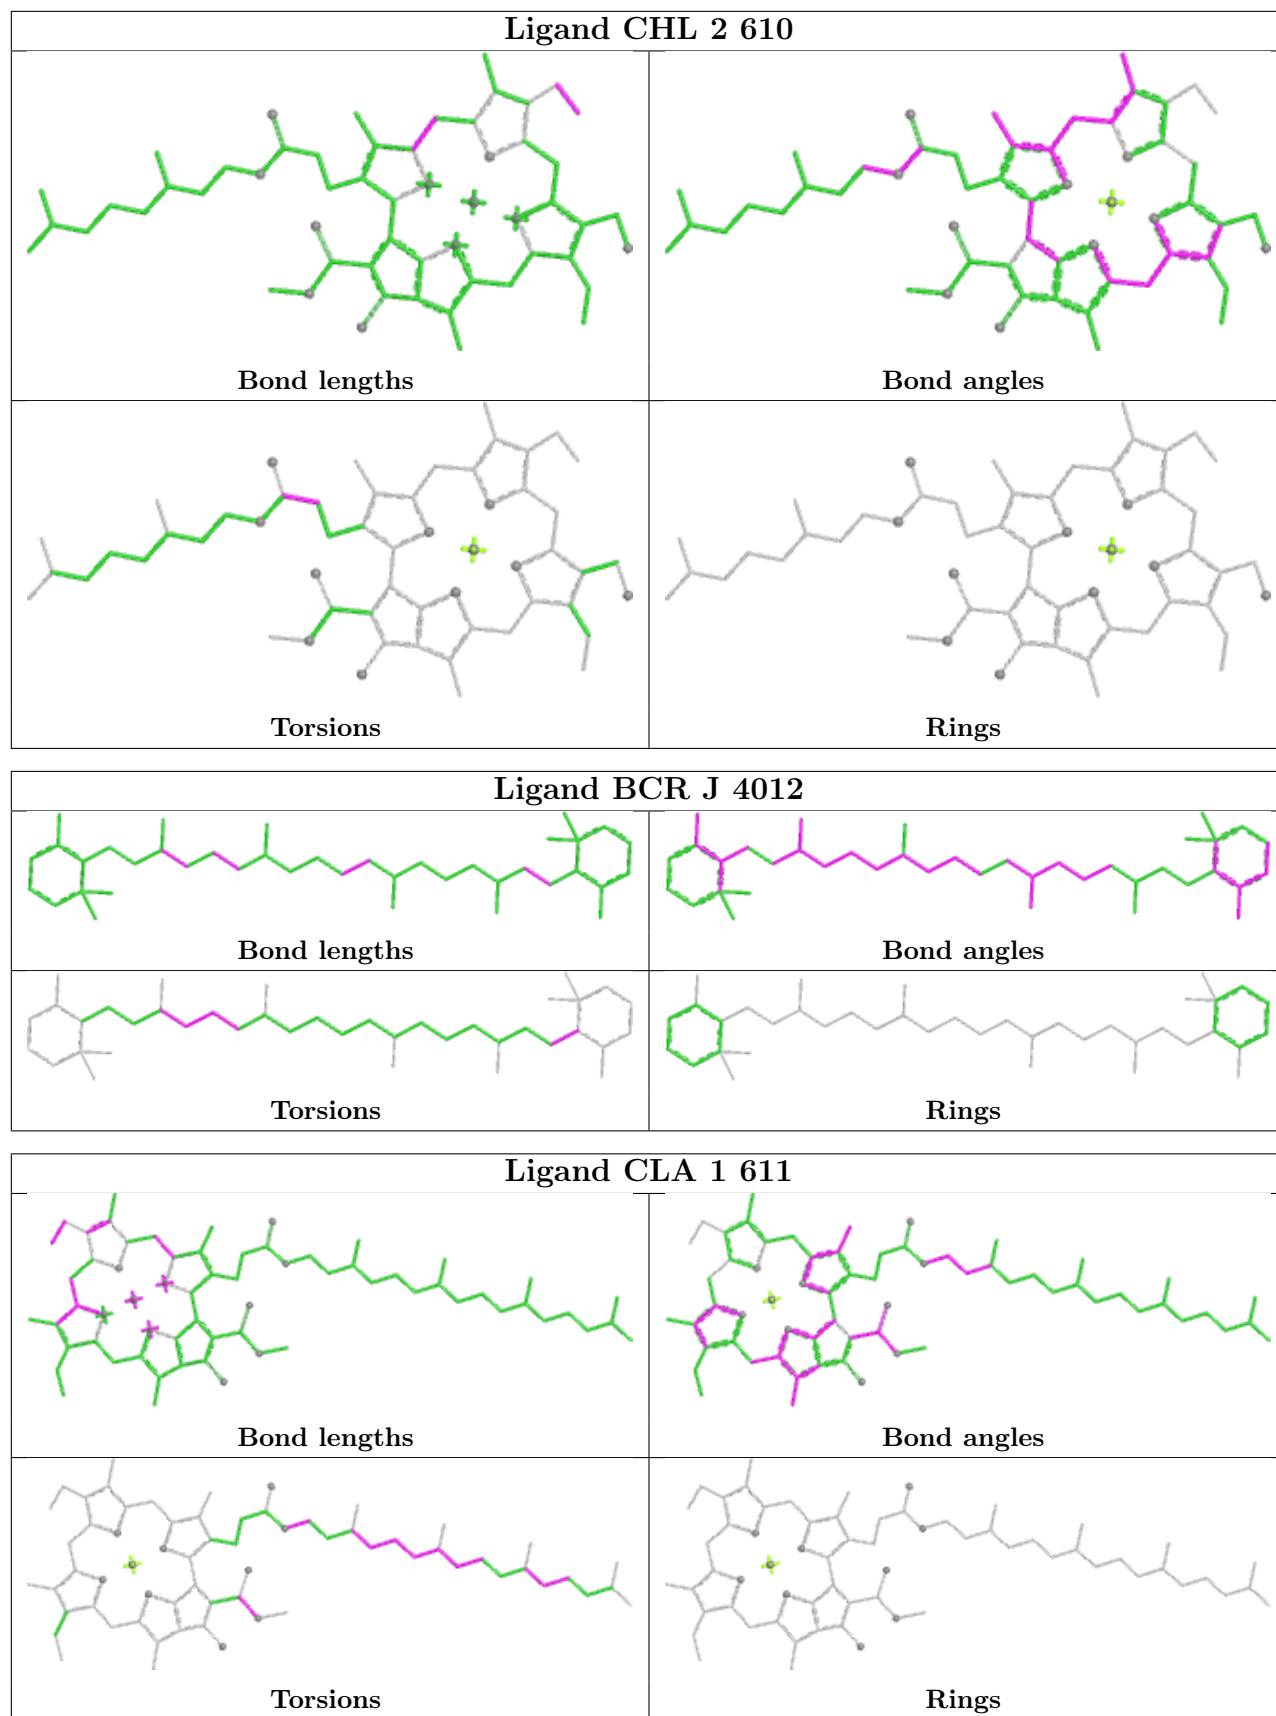 Ligand CHL 2 610
Bond lengths
Bond angles
Torsions
Rings
Ligand BCR J 4012
Bond lengths
Bond angles
Torsions
Rings
Ligand CLA 1 611
Bond lengths
Bond angles
Torsions
Rings